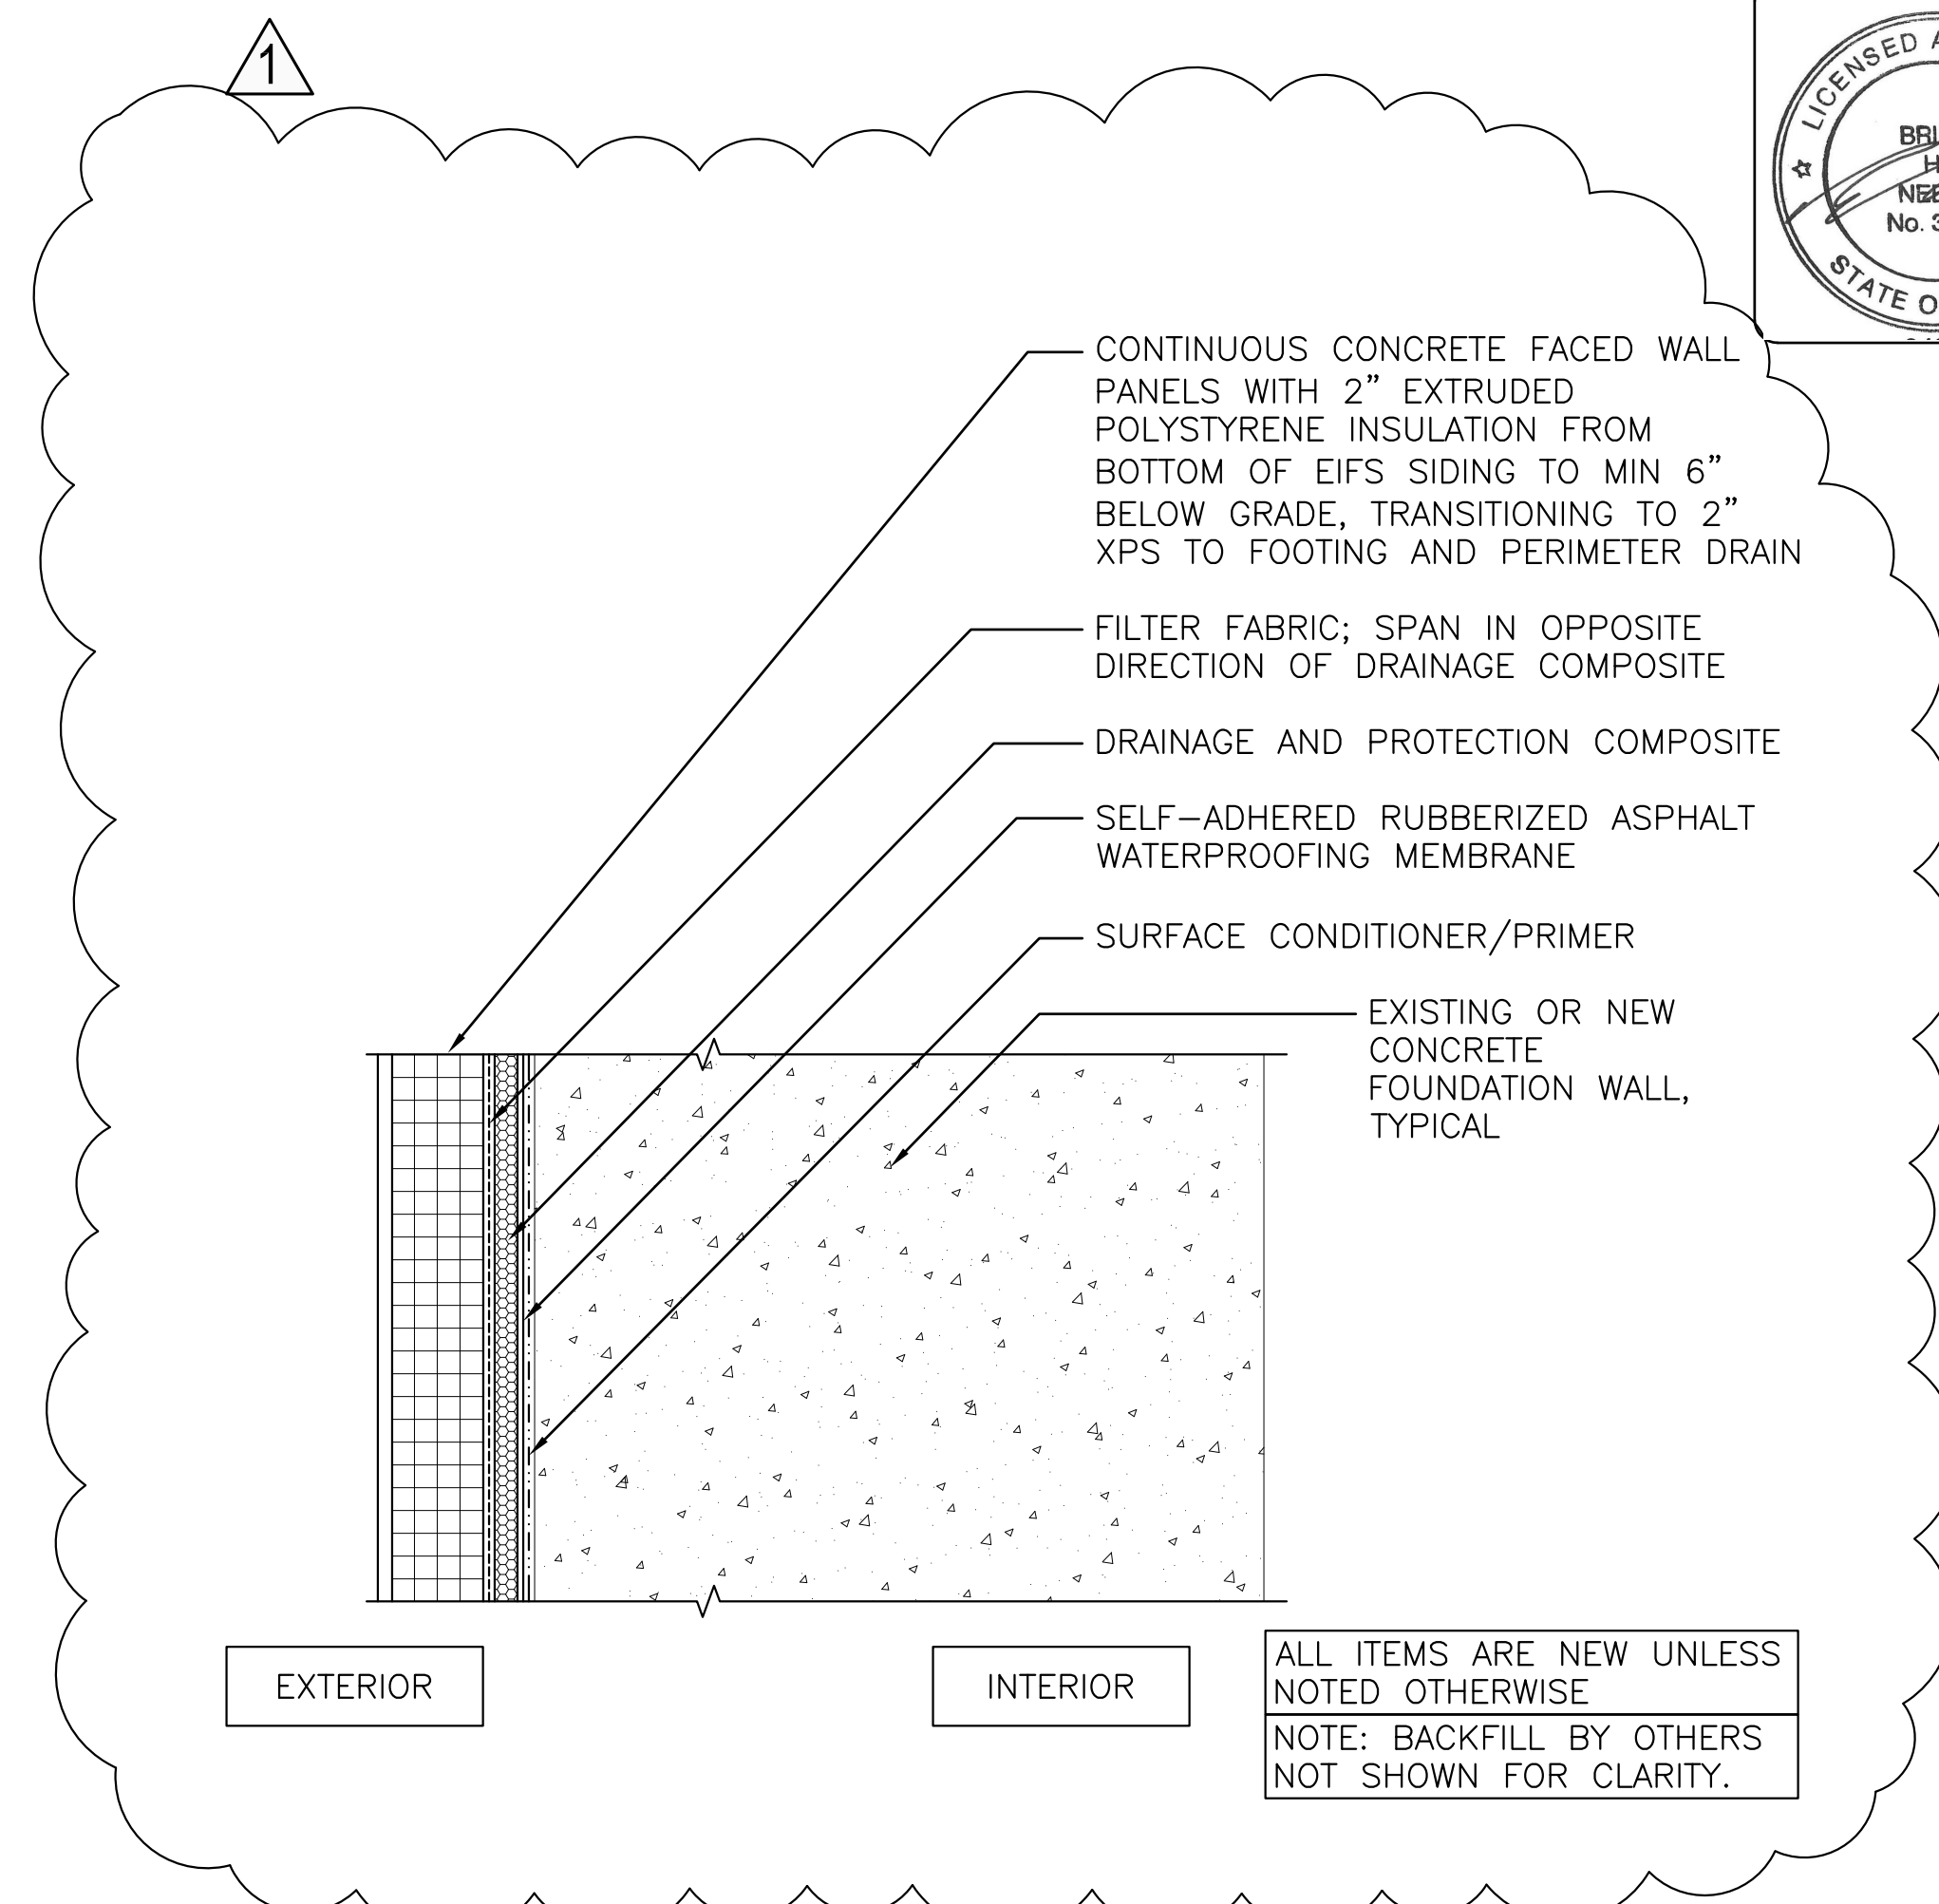 1
LICENSED
No.
STATE
CONTINUOUS CONCRETE FACED WALL
PANELS WITH 2" EXTRUDED
POLYSTYRENE INSULATION FROM
BOTTOM OF EIFS SIDING TO MIN 6"
BELOW GRADE, TRANSITIONING TO 2"
XPS TO FOOTING AND PERIMETER DRAIN
FILTER FABRIC; SPAN IN OPPOSITE
DIRECTION OF DRAINAGE COMPOSITE
DRAINAGE AND PROTECTION COMPOSITE
SELF-ADHERED RUBBERIZED ASPHALT
WATERPROOFING MEMBRANE
SURFACE CONDITIONER/PRIMER
EXISTING OR NEW
CONCRETE
FOUNDATION WALL,
TYPICAL
EXTERIOR
INTERIOR
ALL ITEMS ARE NEW UNLESS
NOTED OTHERWISE
NOTE: BACKFILL BY OTHERS
NOT SHOWN FOR CLARITY.